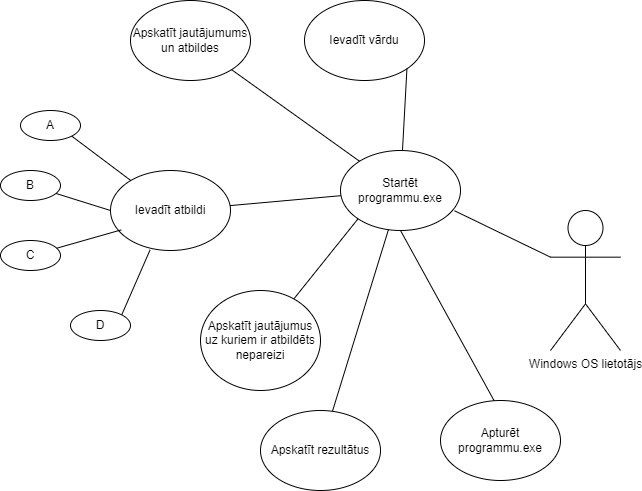 Apskatīt jautājumums
un atbildes
Ievadīt vārdu
A
B
C
D
Ievadīt atbildi
Startēt
programmu.exe
Apskatīt jautājumus
uz kuriem ir atbildēts
nepareizi
Apskatīt rezultātus
Apturēt
programmu.exe
Windows OS lietotājs